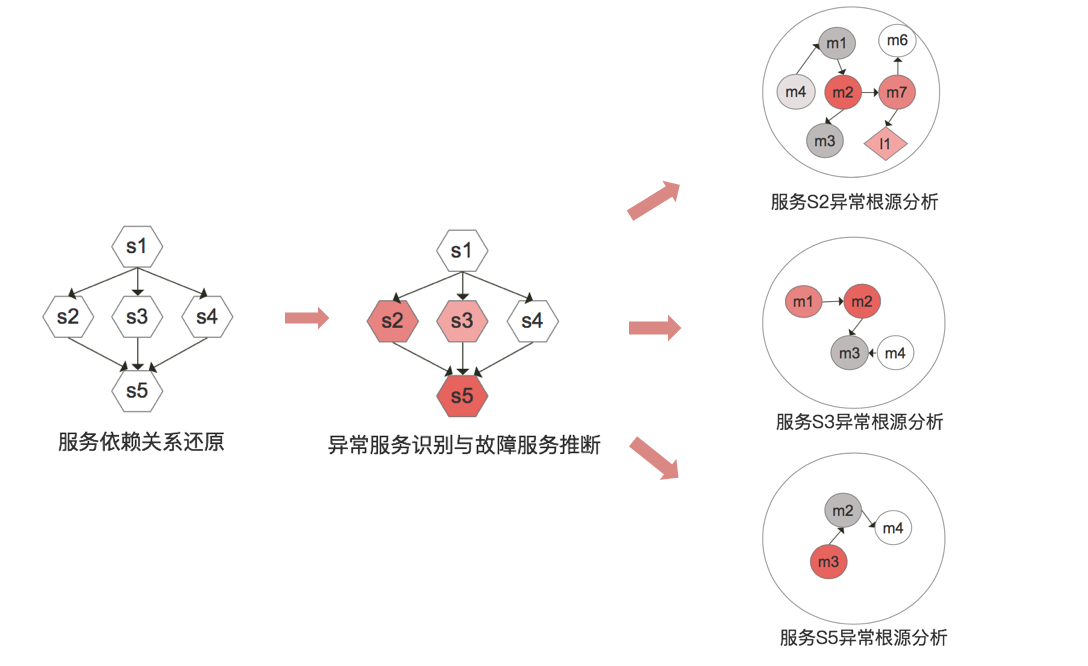 s1
s2
s3
s4
s5
服务依赖关系还原
s1
s2
s3
s4
s5
异常服务识别与故障服务推断
m1
m6
m4
m2
m7
m3
l1
服务S2异常根源分析
m1
m2
m3
m4
服务S3异常根源分析
m2
m4
m3
服务S5异常根源分析